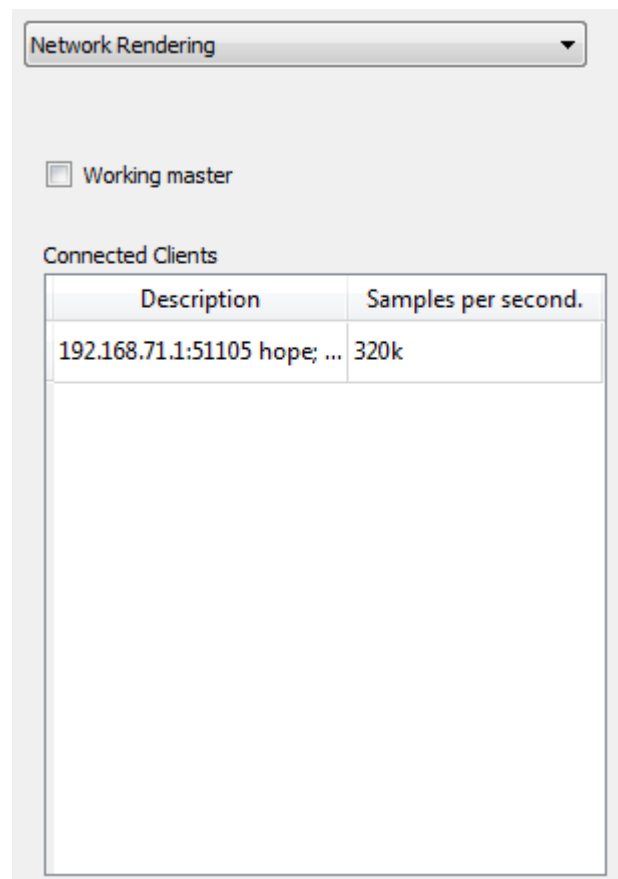 Network Rendering
Working master
Connected Clients
Description Samples per second.
192.168.71.1:51105 hope; ... 320k